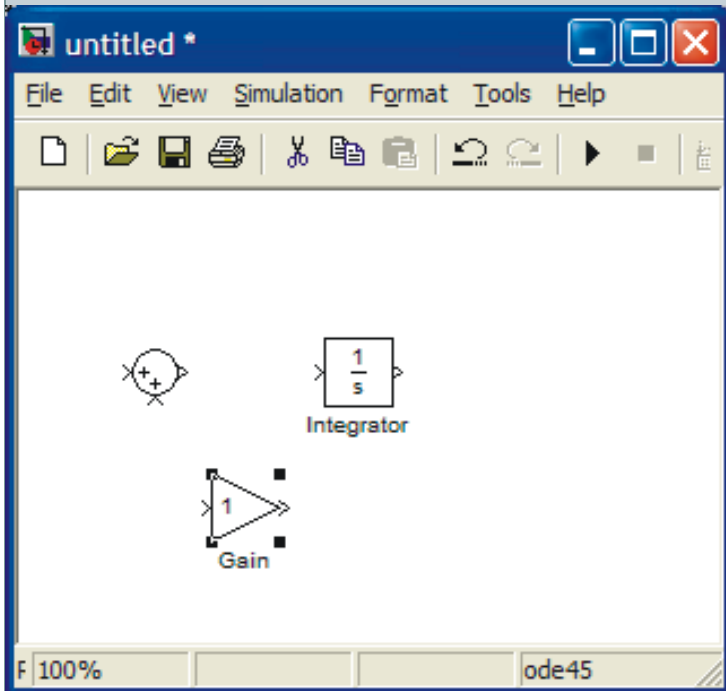 untitled *
File Edit View Simulation Format Tools Help
+
+
1
s
Integrator
1
Gain
F 100% ode45